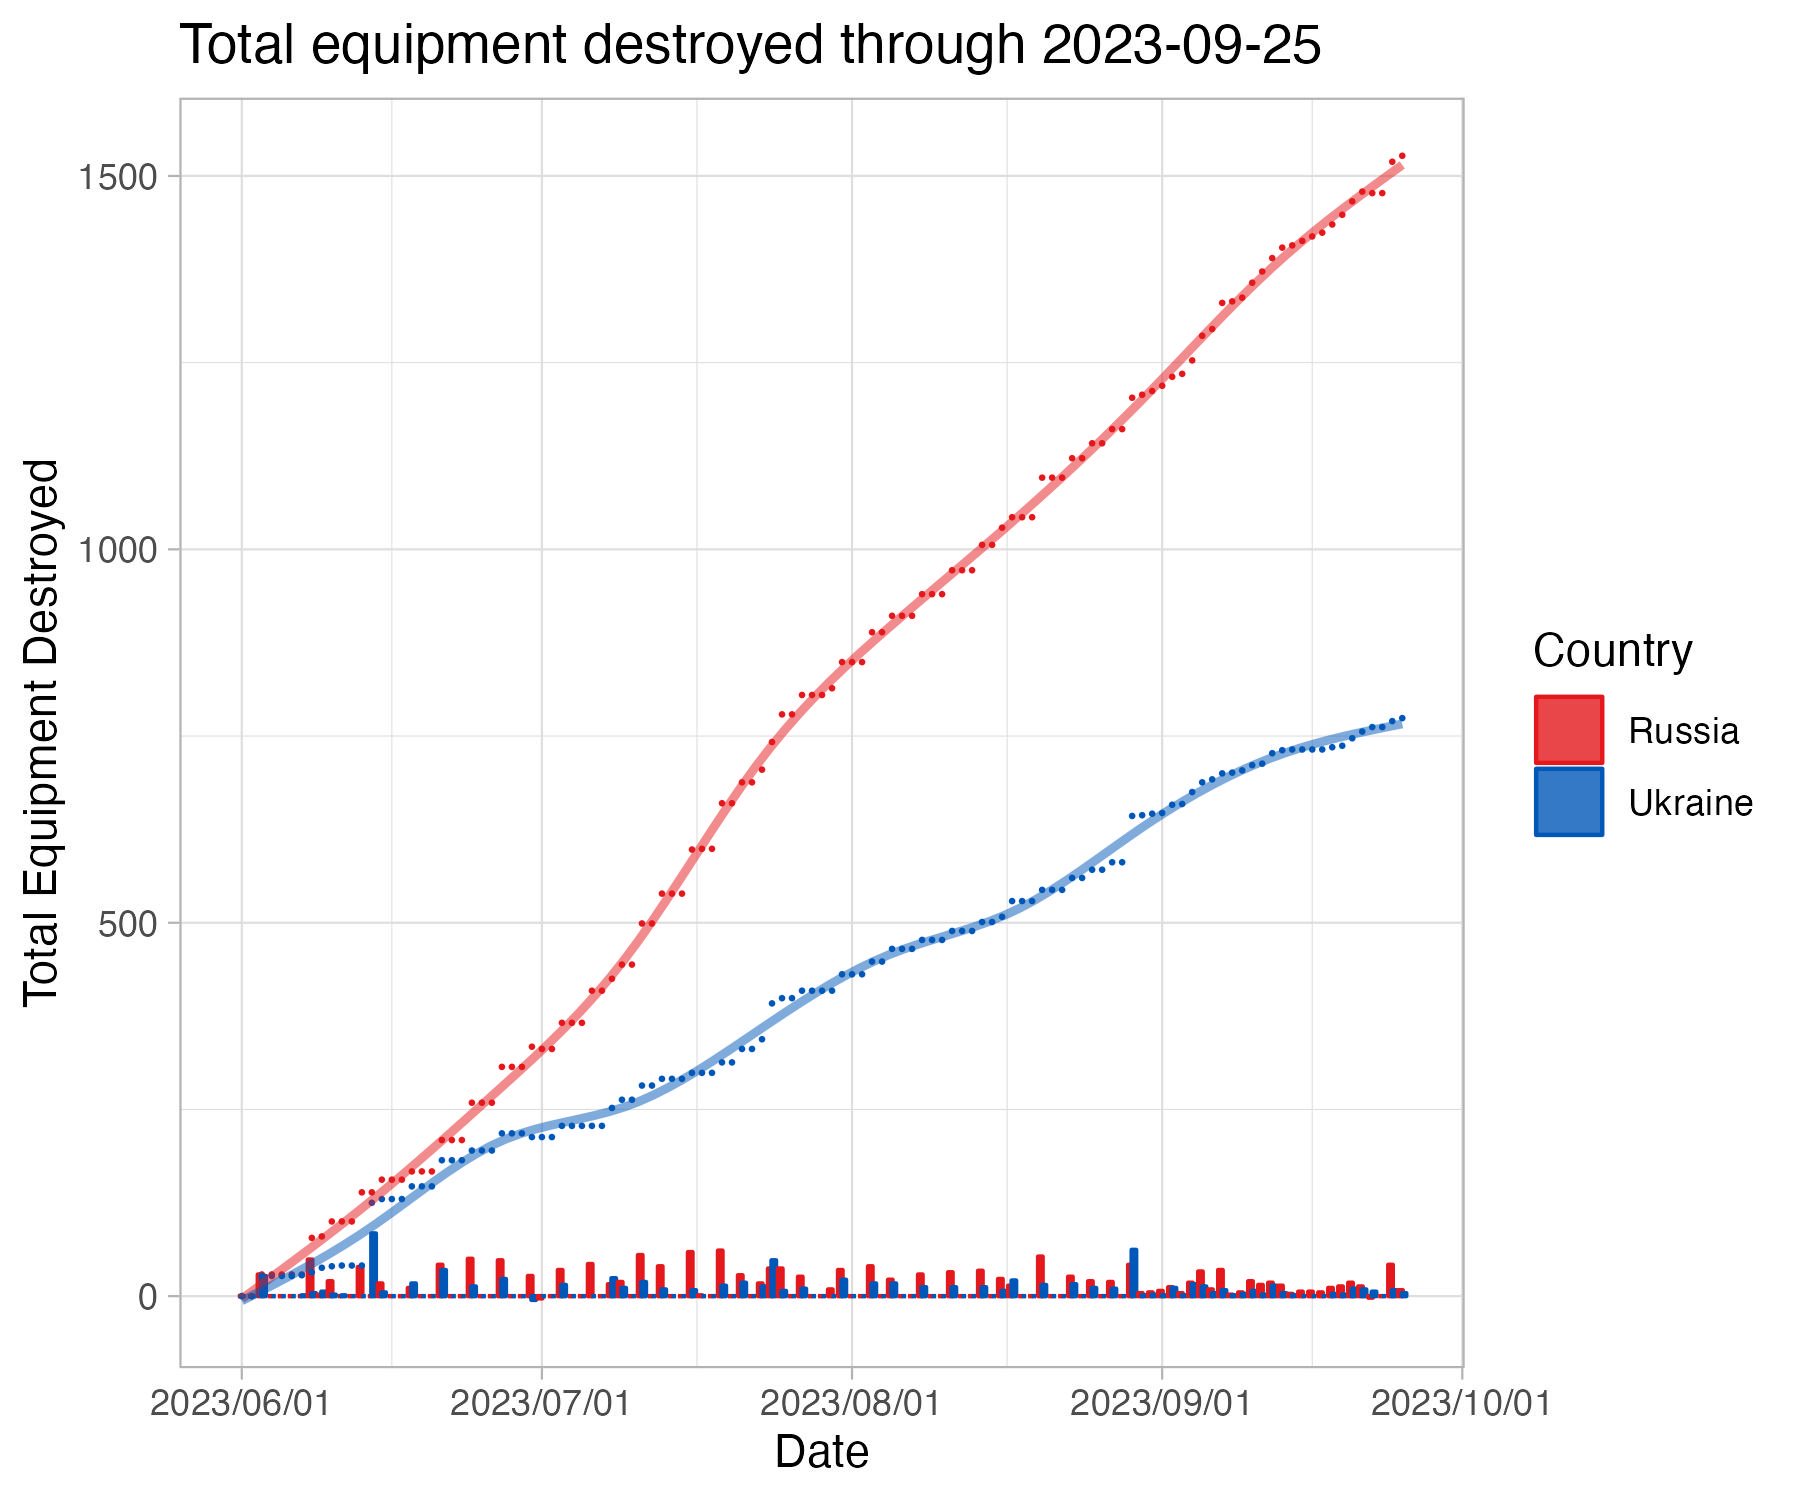 Total equipment destroyed through 2023-09-25
Total Equipment Destroyed
1500
1000
500
0
2023/06/01 2023/07/01 2023/08/01 2023/09/01 2023/10/01
Date
Country
Russia
Ukraine